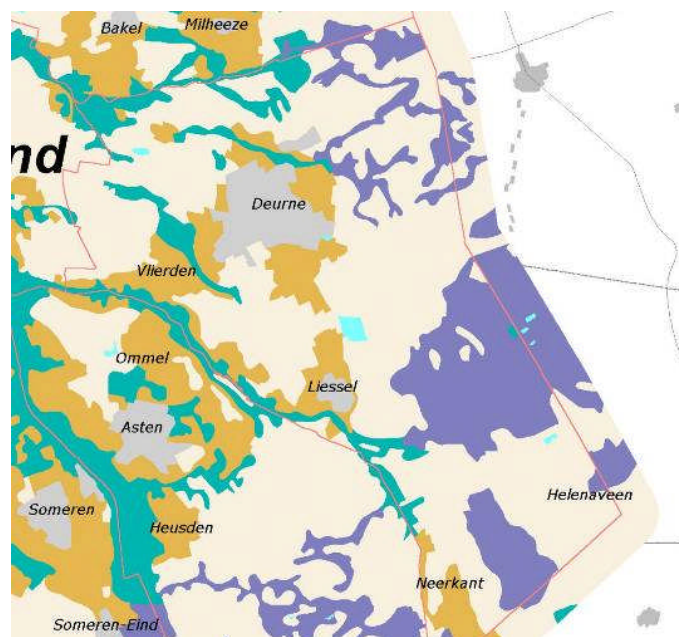 Bakel
Milheeze
nd
Deurne
Vlierden
Ommel
Liessel
Asten
Someren
Heusden
Helenaveen
Neerkant
Someren-Eind